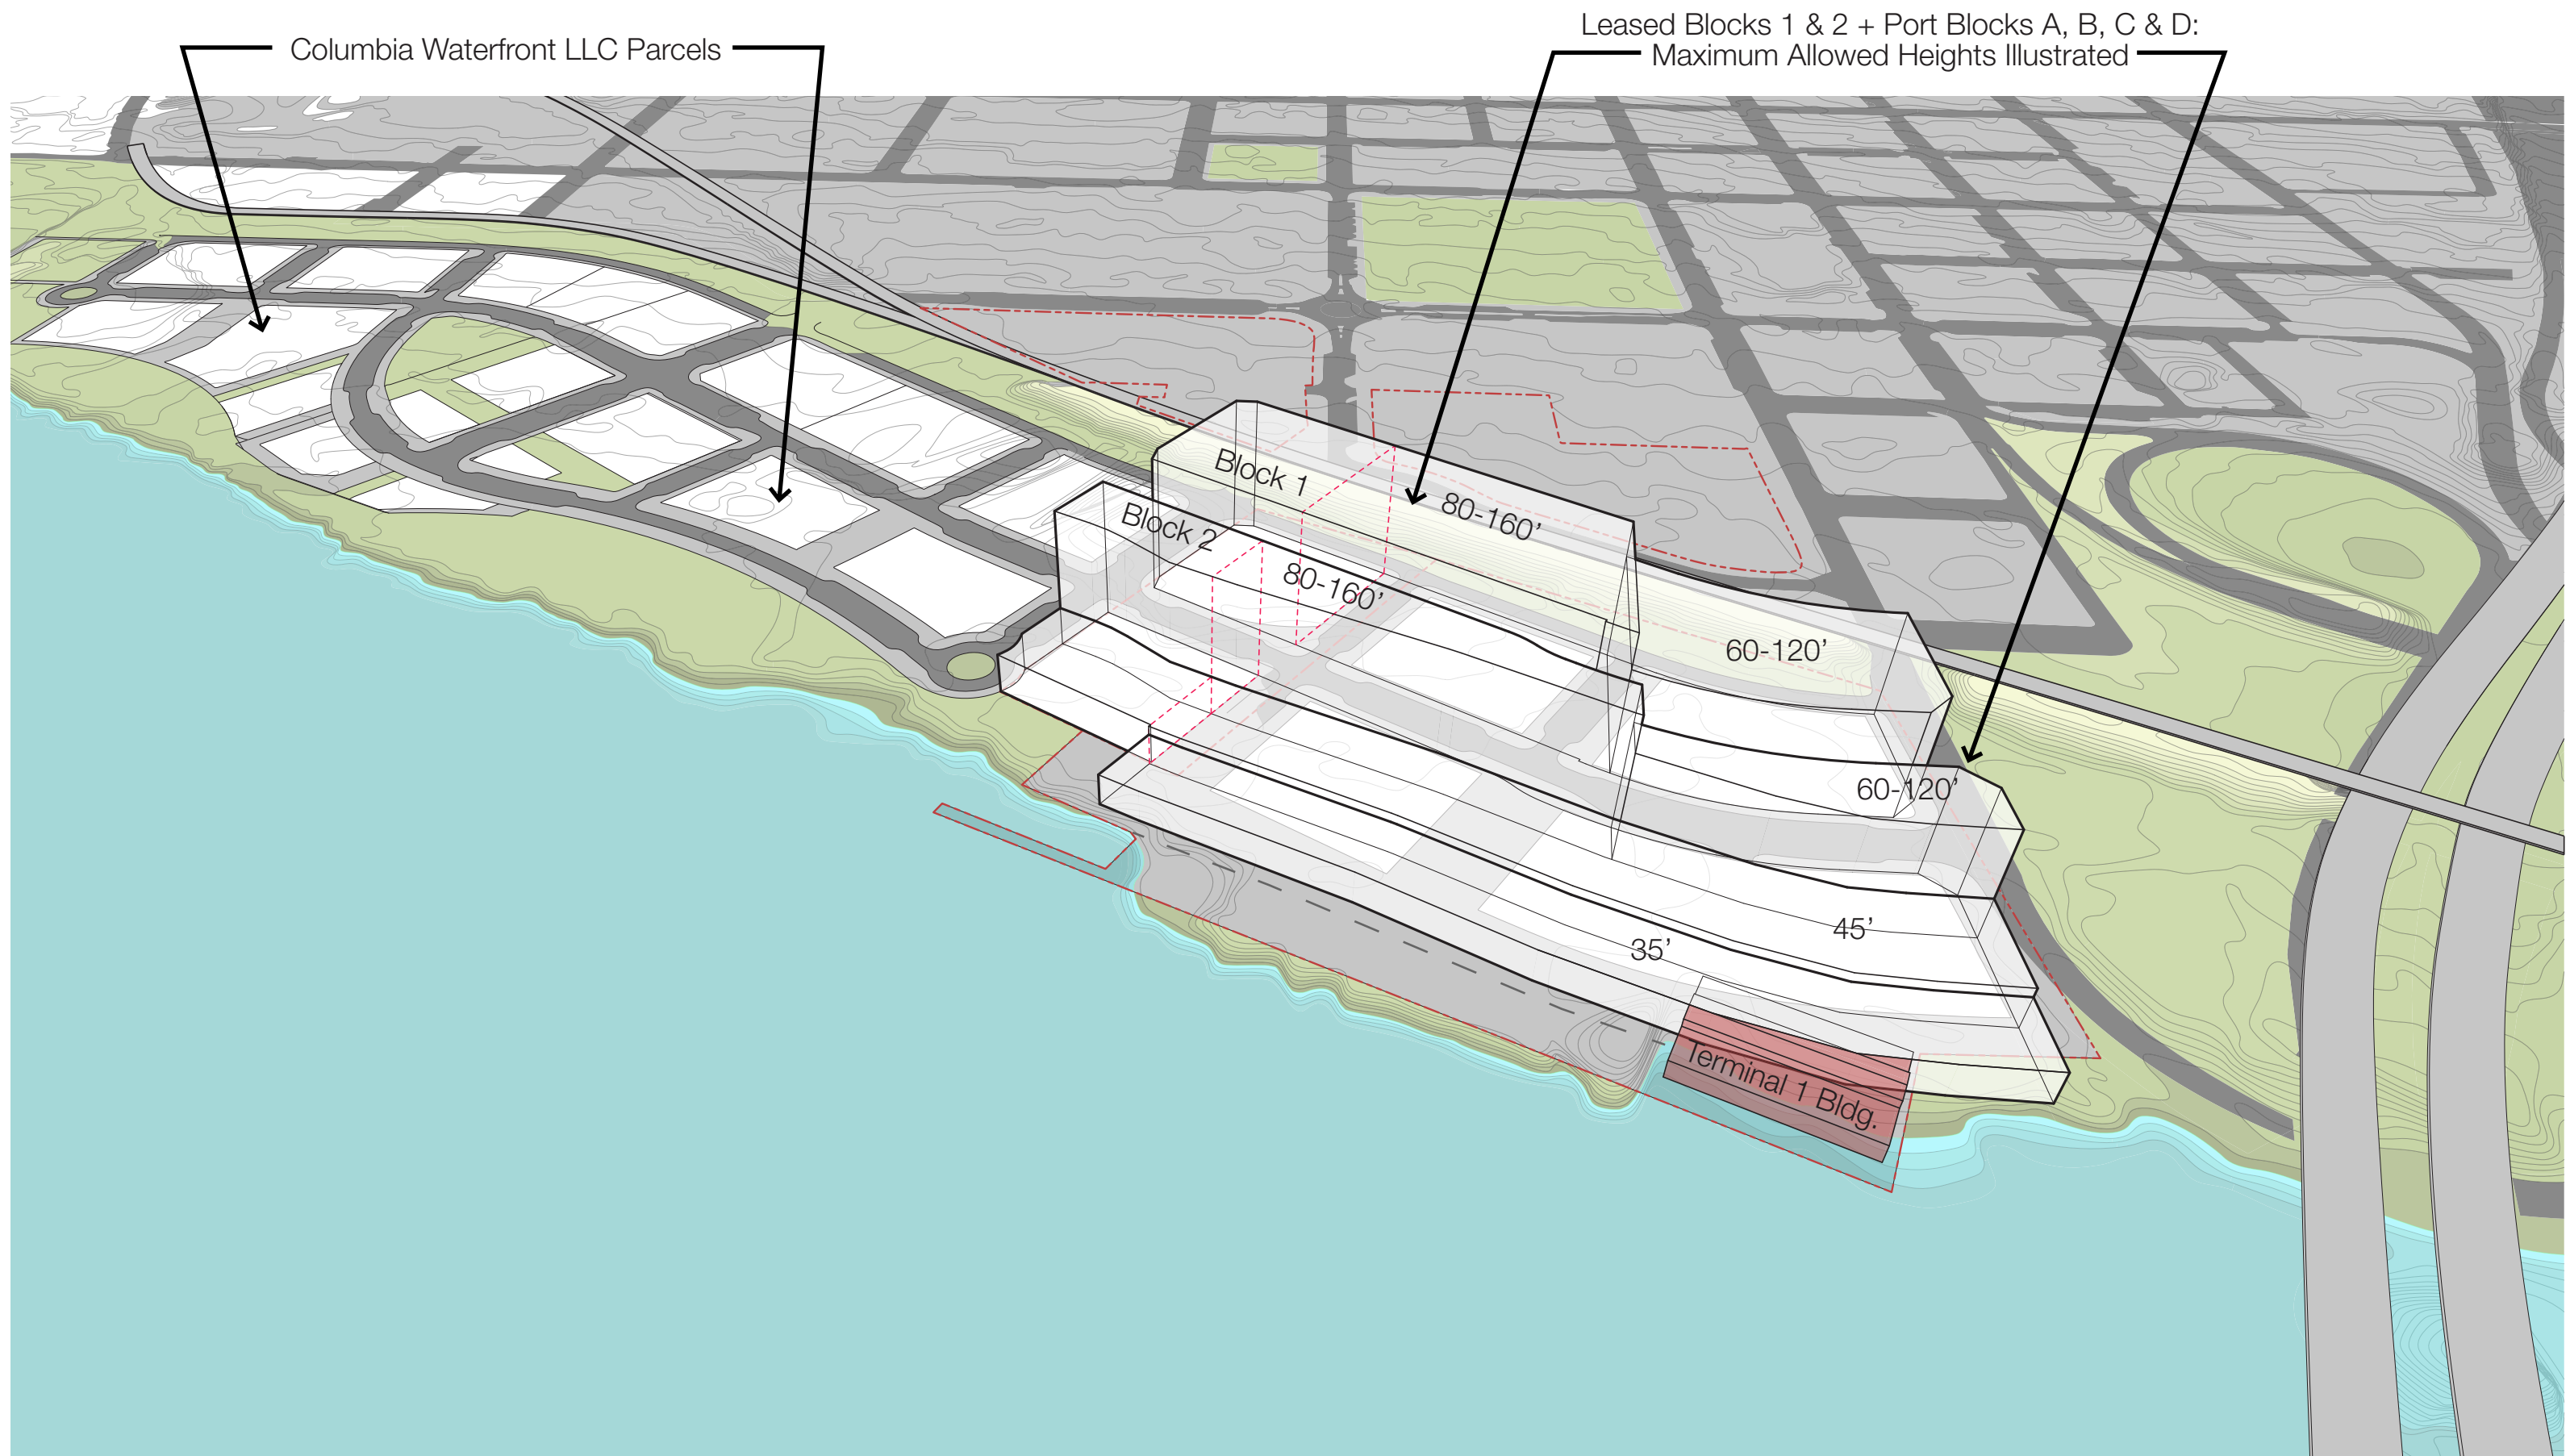 Leased Blocks 1 & 2 + Port Blocks A, B, C & D:
Maximum Allowed Heights Illustrated
Columbia Waterfront LLC Parcels
Block 1
80-160’
Block 2
80-160’
60-120’
60-120’
45’
35’
Terminal 1 Bldg.